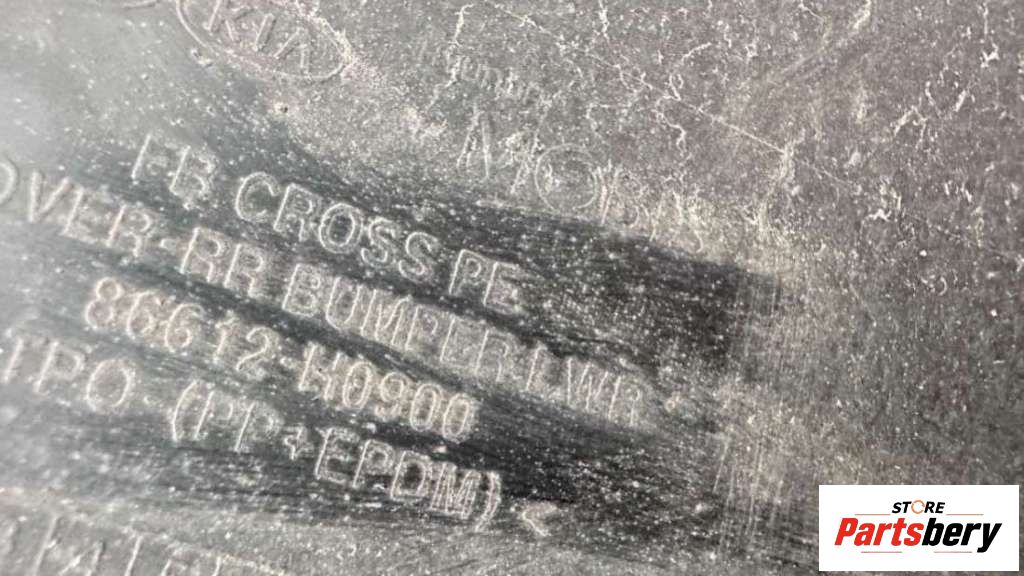 KIA
MOBIS
FB CROSS PE
OVER-RR BUMPER LWR
86612-H0900
TPO-(PP+EPDM)<
STORE
Partsbery